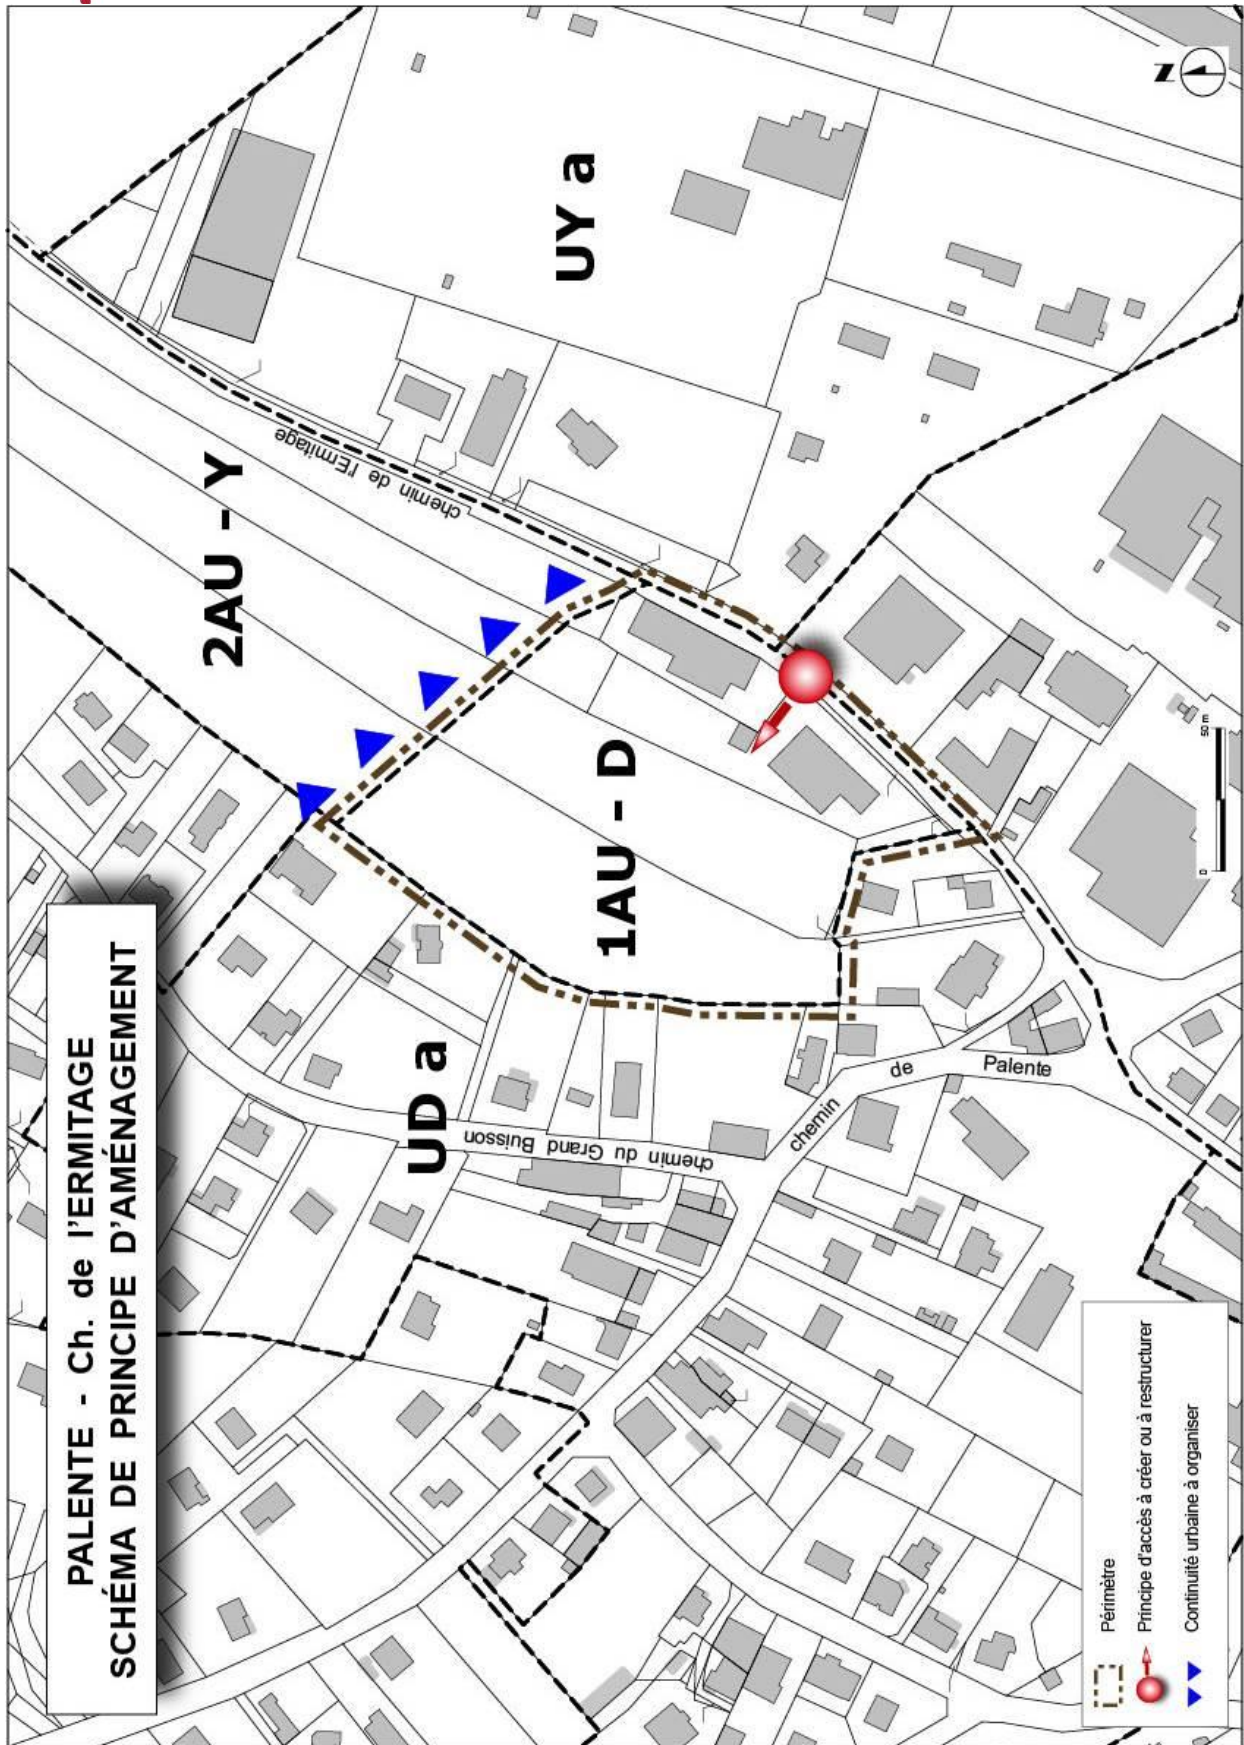 PALENTE - Ch. de l'ERMITAGE
SCHÉMA DE PRINCIPE D'AMÉNAGEMENT
N
UY a
2AU - Y
chemin de l'Ermitage
1AU - D
UD a
chemin du Grand Buisson
chemin
de
Palente
0
50 m
Périmètre
Principe d'accès à créer ou à restructurer
Continuité urbaine à organiser